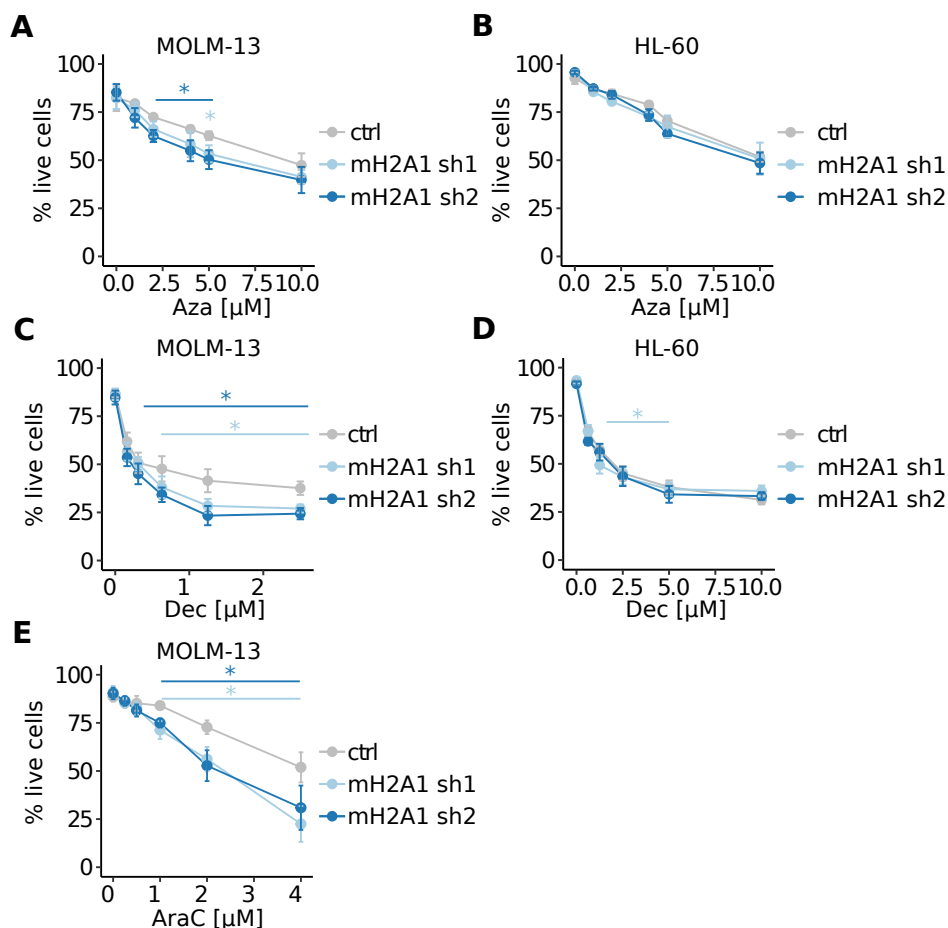 A
MOLM-13
% live cells
100
75
50
25
0
*
*
0.0 2.5 5.0 7.5 10.0
Aza [µM]
ctrl
mH2A1 sh1
mH2A1 sh2
B
HL-60
% live cells
100
75
50
25
0
0.0 2.5 5.0 7.5 10.0
Aza [µM]
ctrl
mH2A1 sh1
mH2A1 sh2
C
MOLM-13
% live cells
100
75
50
25
0
*
*
0 1 2
Dec [µM]
ctrl
mH2A1 sh1
mH2A1 sh2
D
HL-60
% live cells
100
75
50
25
0
*
0.0 2.5 5.0 7.5 10.0
Dec [µM]
ctrl
mH2A1 sh1
mH2A1 sh2
E
MOLM-13
% live cells
100
75
50
25
0
*
*
0 1 2 3 4
AraC [µM]
ctrl
mH2A1 sh1
mH2A1 sh2